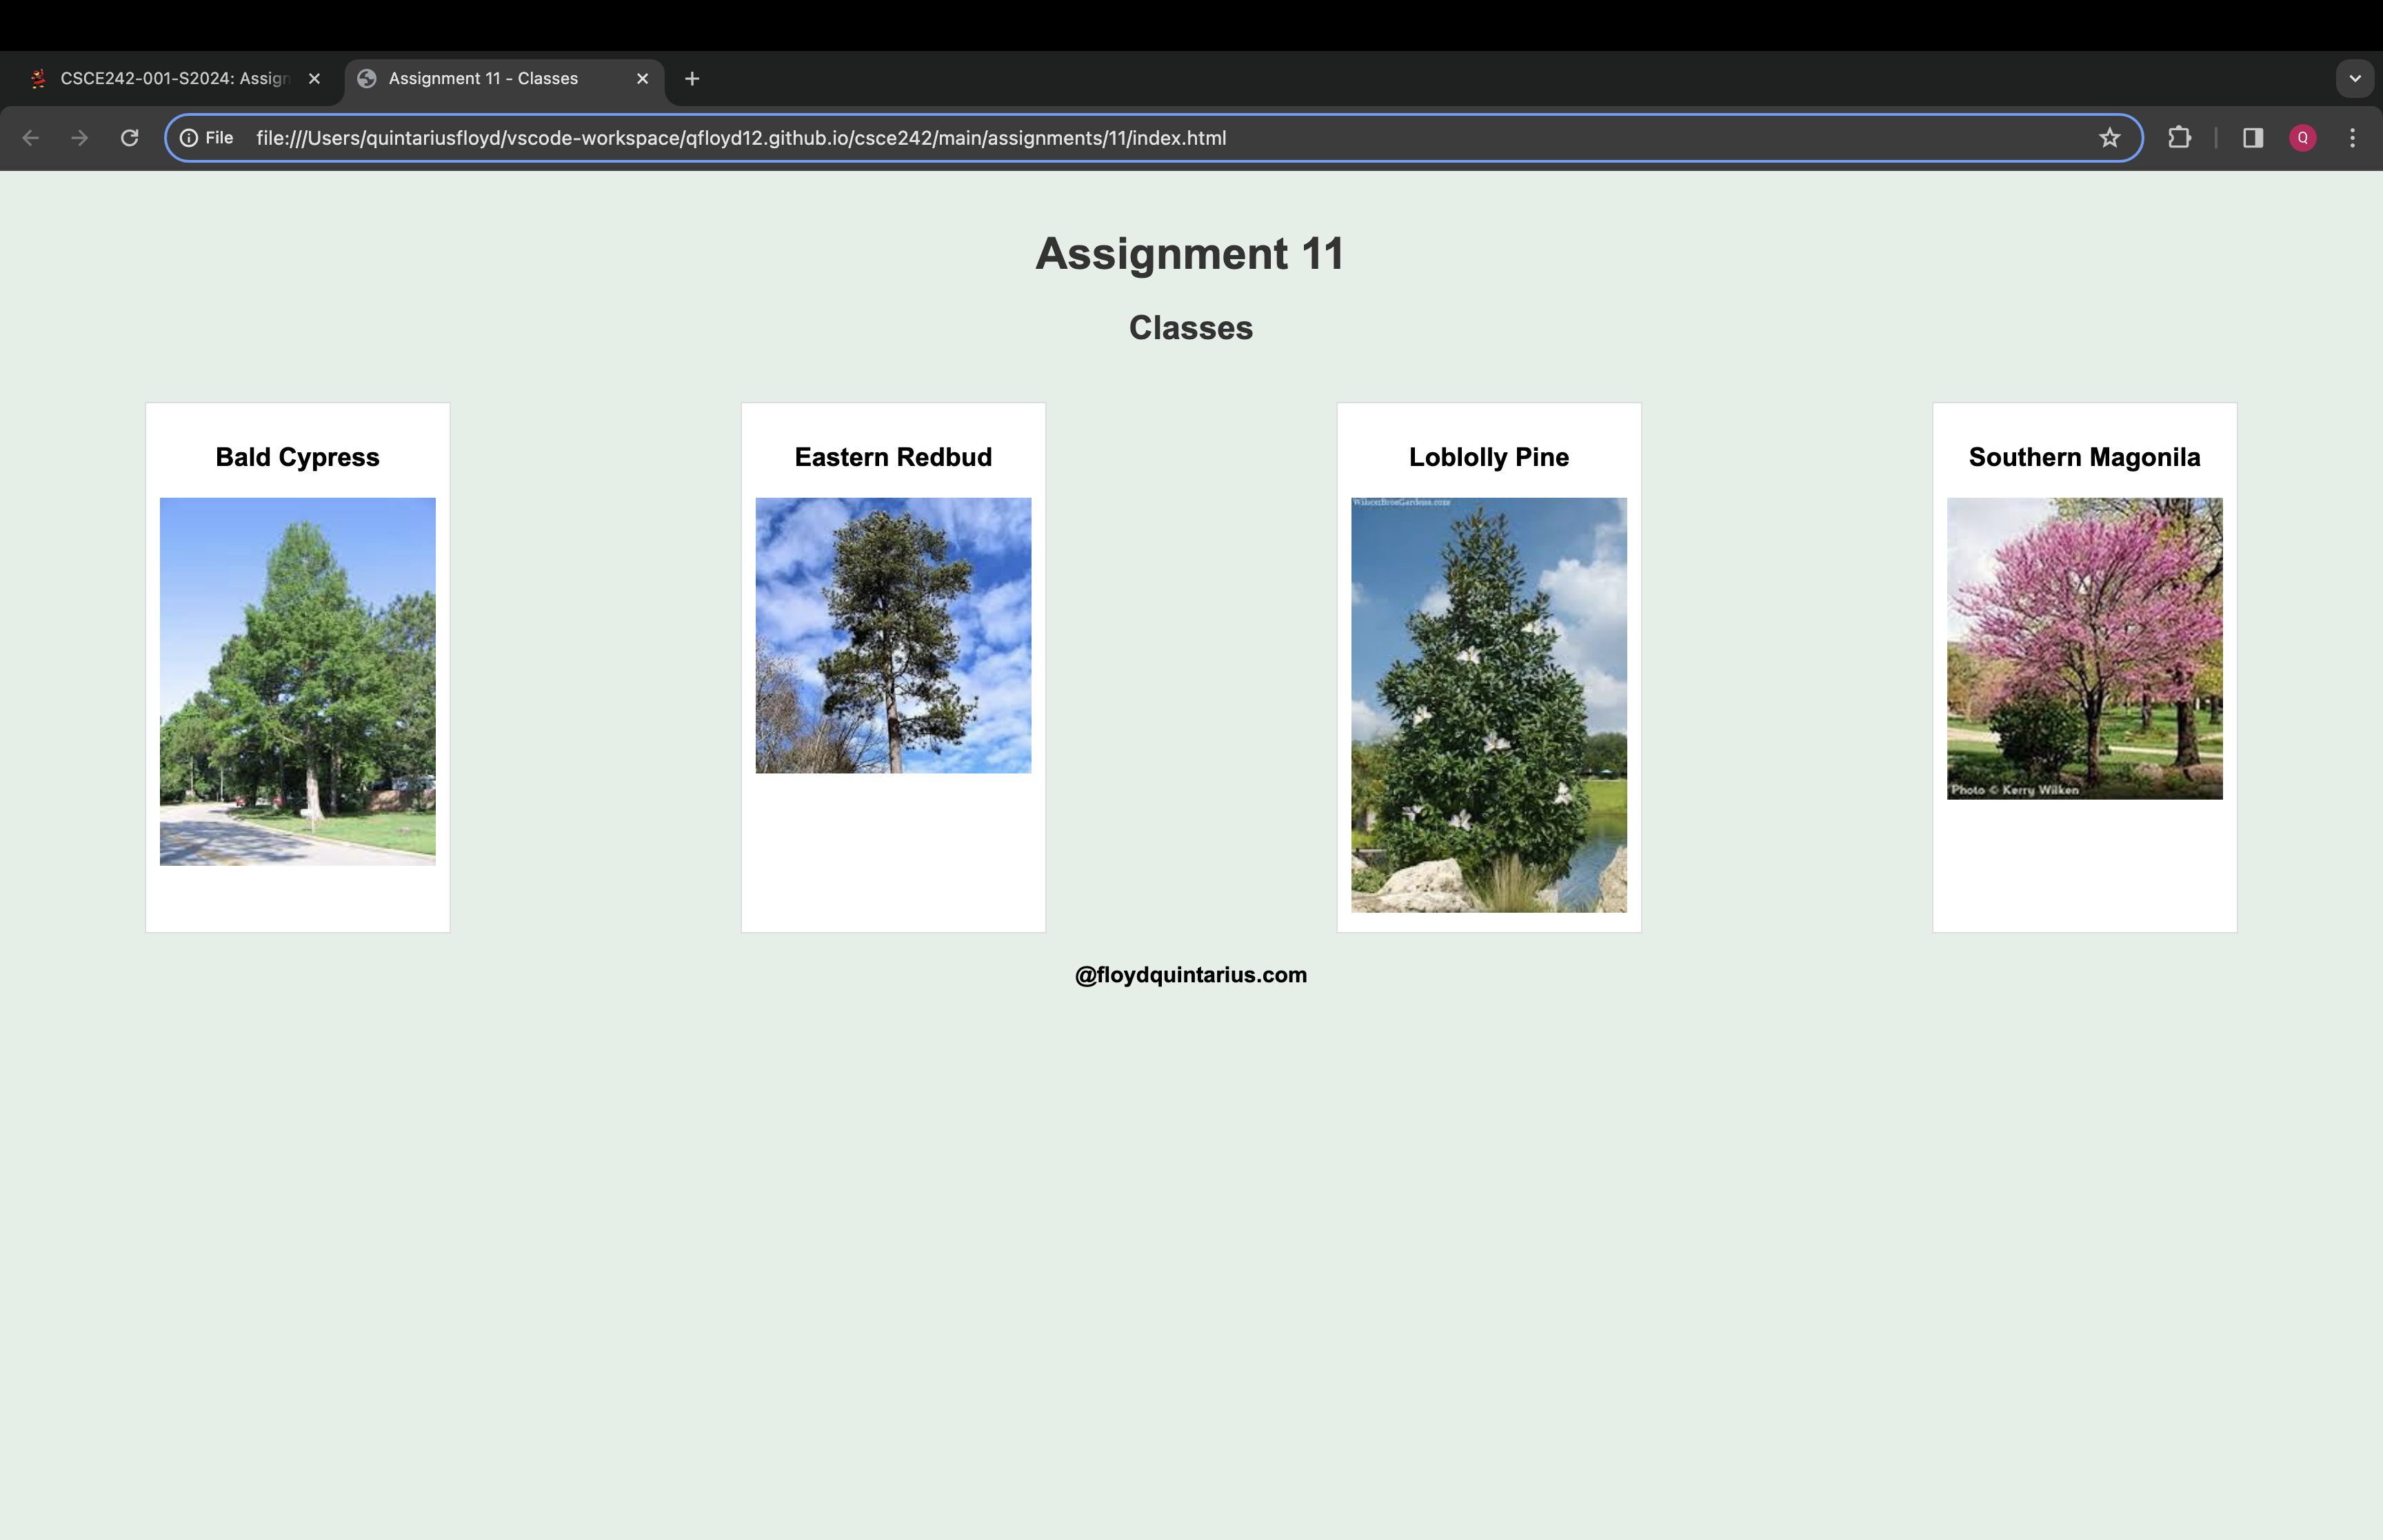 CSCE242-001-S2024: Assign
Assignment 11 - Classes
File
file:///Users/quintariusfloyd/vscode-workspace/qfloyd12.github.io/csce242/main/assignments/11/index.html
Q
Assignment 11
Classes
Bald Cypress
Eastern Redbud
Loblolly Pine
Southern Magonila
WilsonBrosGardens.com
Photo © Kerry Wilken
@floydquintarius.com